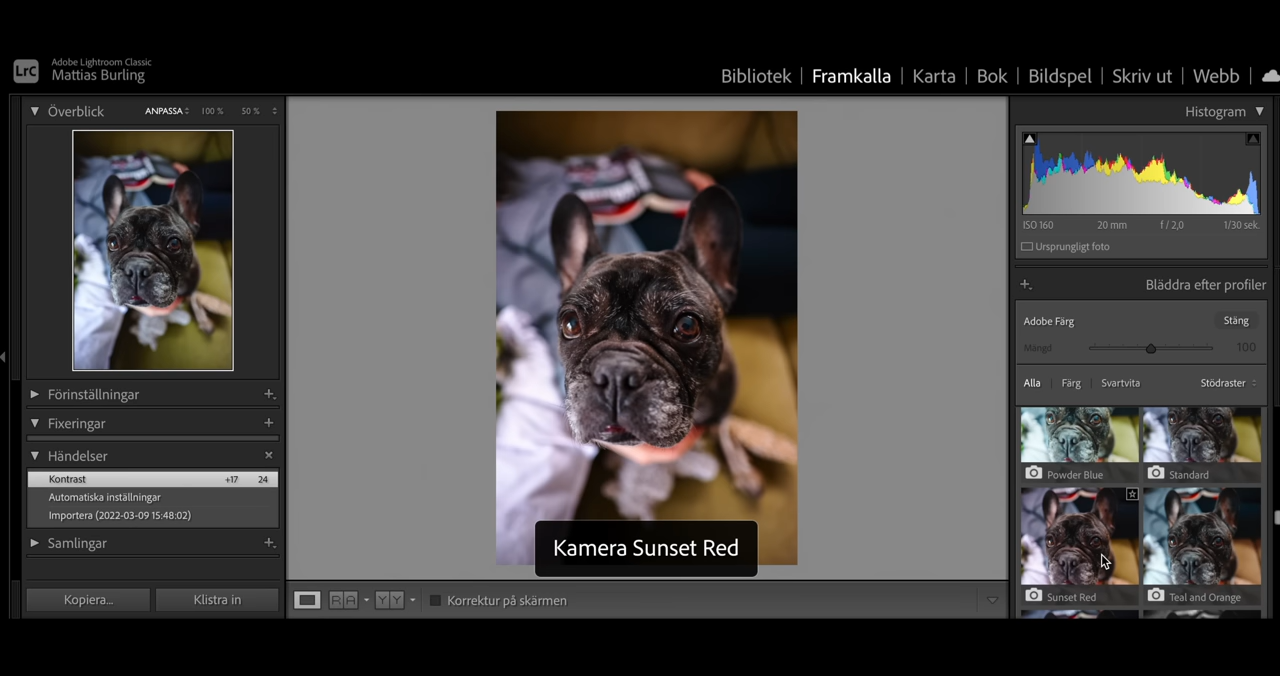 LrC
Adobe Lightroom Classic
Mattias Burling
Bibliotek | Framkalla | Karta | Bok | Bildspel | Skriv ut | Webb |
Överblick ANPASSA 100 % 50 %
Förinställningar
Fixeringar
Händelser
Kontrast +17 24
Automatiska inställningar
Importera (2022-03-09 15:48:02)
Samlingar
Kopiera... Klistra in
Kamera Sunset Red
RA YY Korrektur på skärmen
Histogram
ISO 160 20 mm f / 2,0 1/30 sek.
Ursprungligt foto
Bläddra efter profiler
Adobe Färg Stäng
Mängd 100
Alla | Färg | Svartvita Stödraster
Powder Blue Standard
Sunset Red Teal and Orange